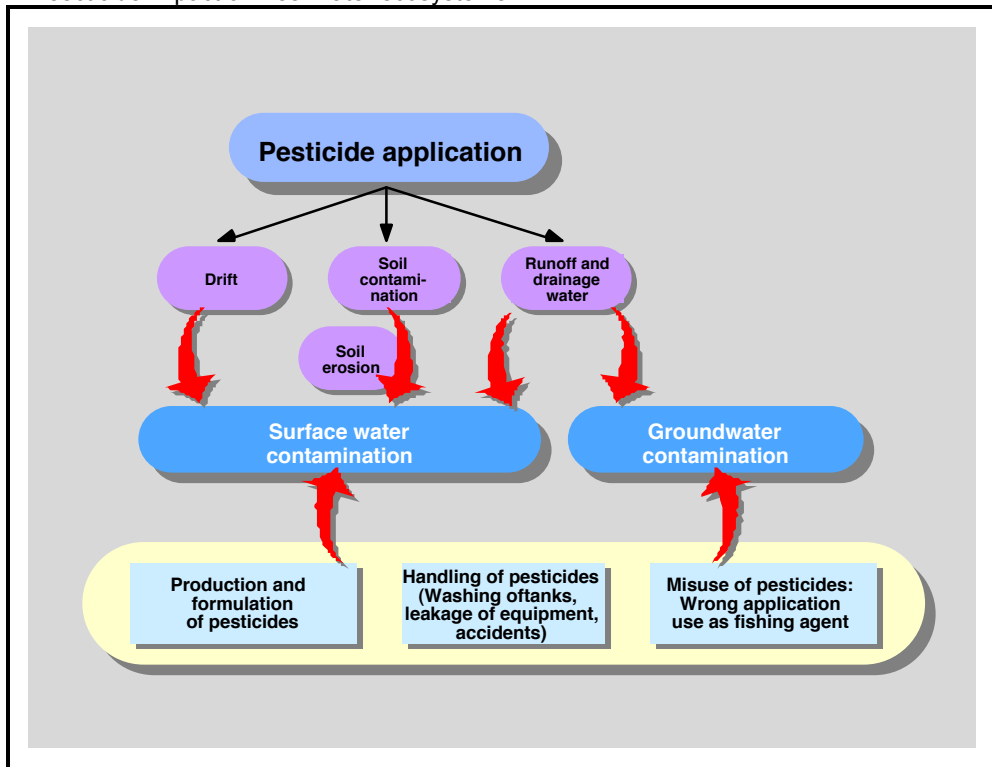 Pesticide application
Drift
Soil
contami-
nation
Runoff and
drainage
water
Soil
erosion
Surface water
contamination
Groundwater
contamination
Production and
formulation
of pesticides
Handling of pesticides
(Washing oftanks,
leakage of equipment,
accidents)
Misuse of pesticides:
Wrong application
use as fishing agent